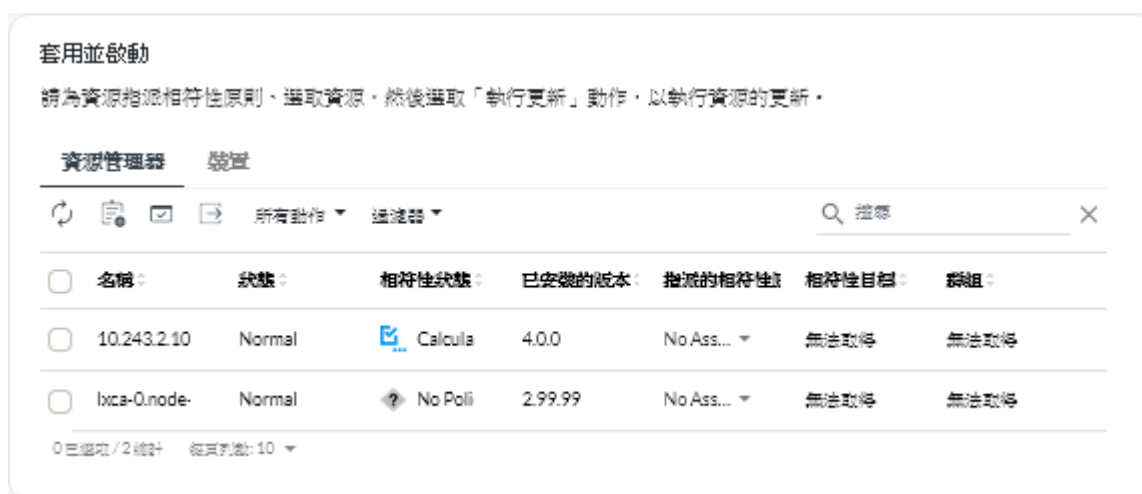 套用並啟動
請為資源指派相符性原則、選取資源，然後選取「執行更新」動作，以執行資源的更新。
資源管理器 裝置
所有動作 過濾器 搜尋
名稱 狀態 相符性狀態 已安裝的版本 指派的相符性 相符性目標 群組
10.243.2.10 Normal Calcula 4.0.0 No Ass... 無法取得 無法取得
lxca-0.node- Normal No Poli 2.99.99 No Ass... 無法取得 無法取得
0 已選取 / 2 總計 每頁列數: 10